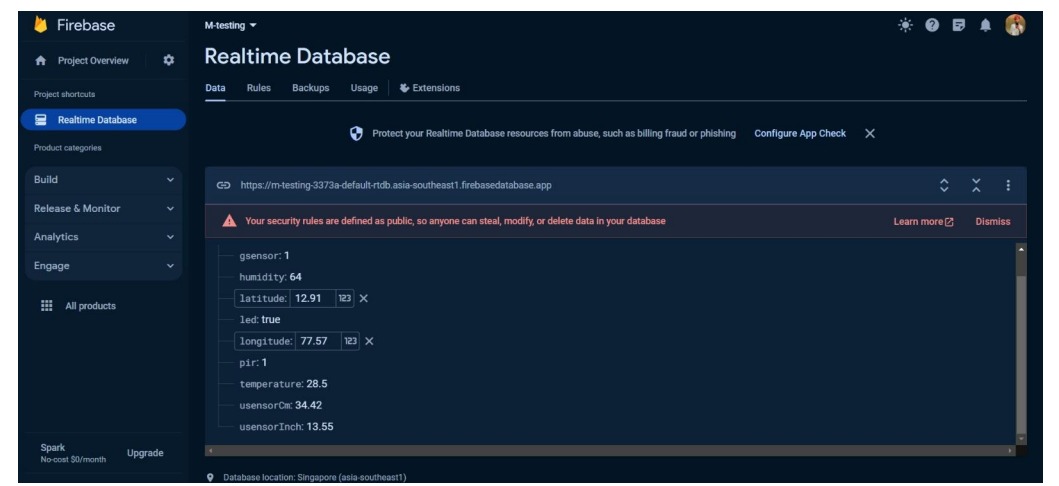 Firebase
M-testing
Project Overview
Realtime Database
Project shortcuts
Data Rules Backups Usage Extensions
Realtime Database
Product categories
Protect your Realtime Database resources from abuse, such as billing fraud or phishing Configure App Check
Build
https://m-testing-3373a-default-rtdb.asia-southeast1.firebasedatabase.app
Release & Monitor
Your security rules are defined as public, so anyone can steal, modify, or delete data in your database Learn more Dismiss
Analytics
Engage
All products
gsensor: 1
humidity: 64
latitude: 12.91 123
led: true
longitude: 77.57 123
pir: 1
temperature: 28.5
usensorCm: 34.42
usensorInch: 13.55
Spark
No-cost $0/month
Upgrade
Database location: Singapore (asia-southeast1)